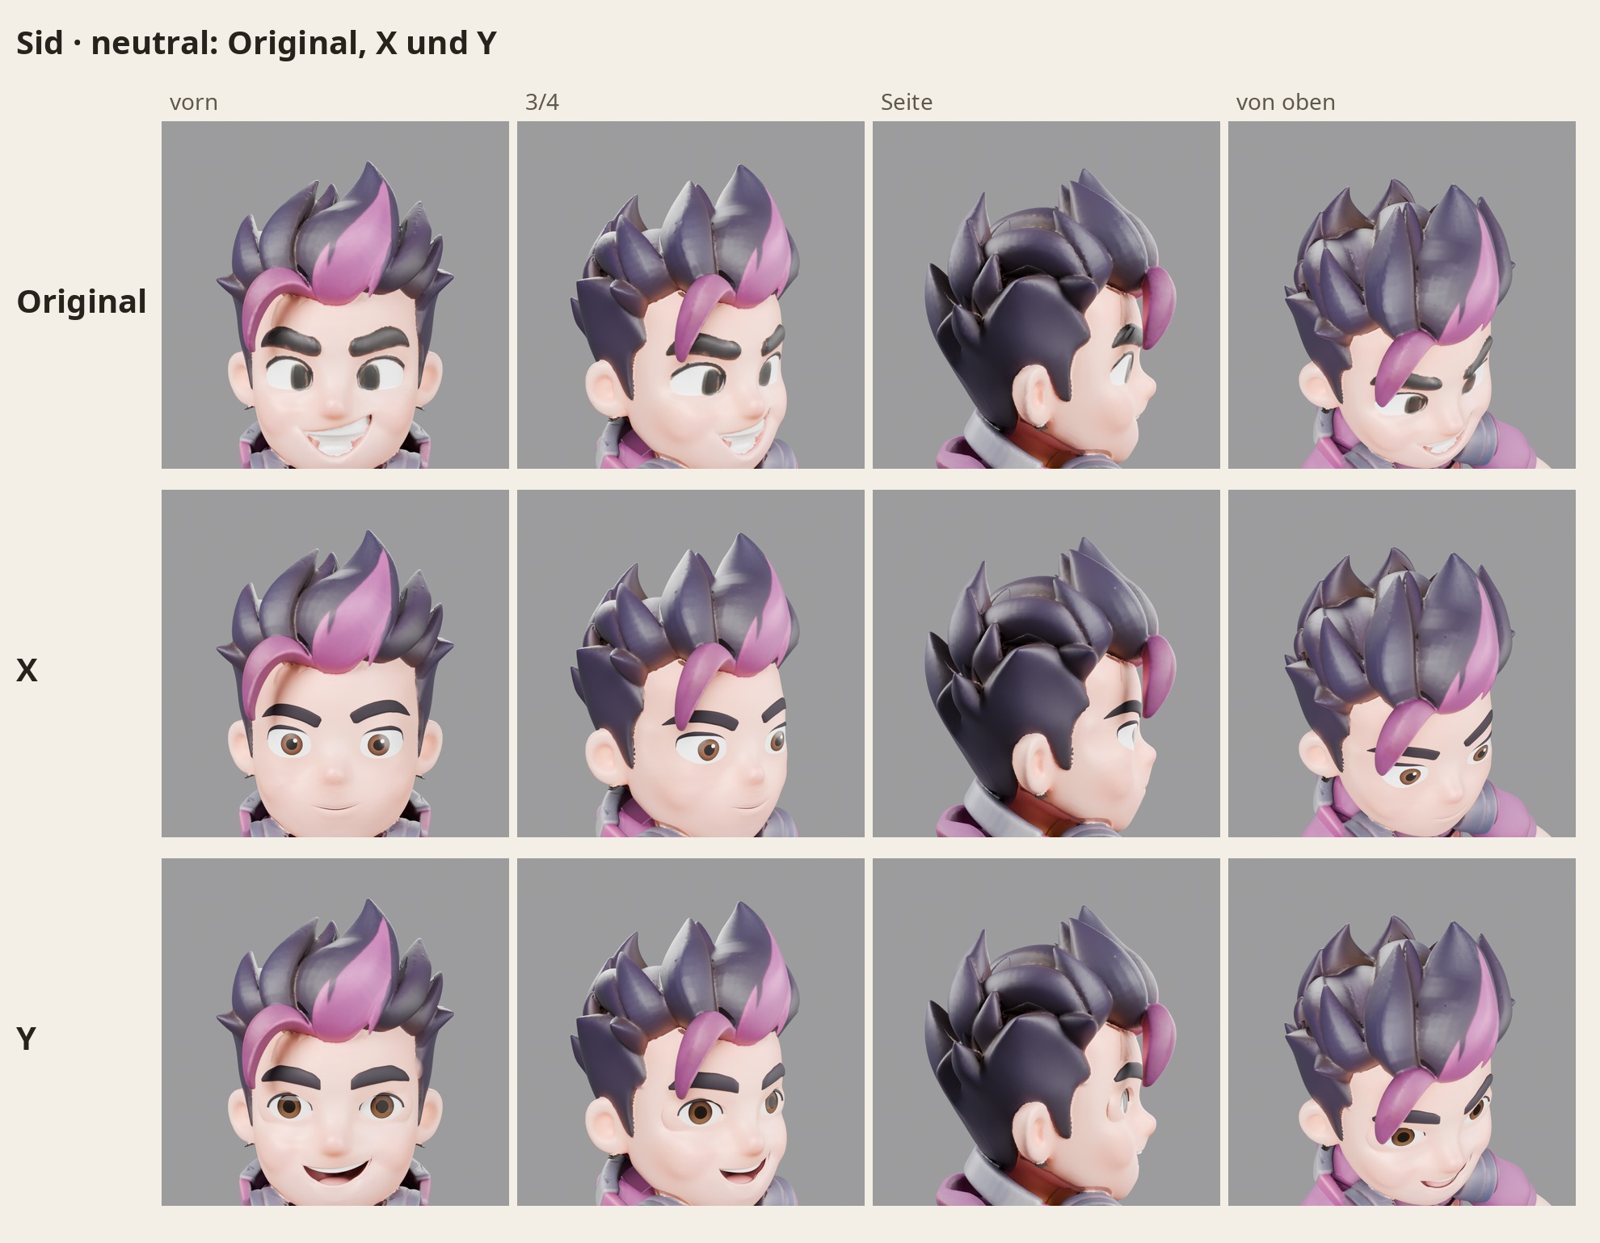 Sid · neutral: Original, X und Y
vorn 3/4 Seite von oben
Original
X
Y